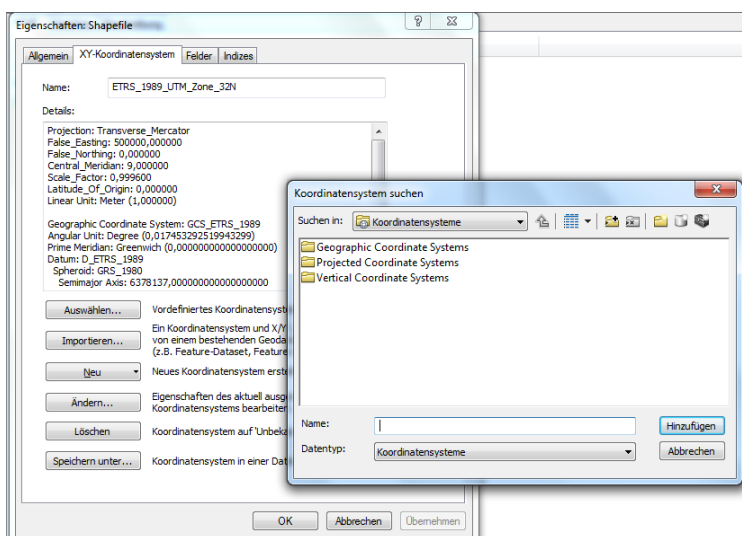 Eigenschaften: Shapefile
Allgemein XY-Koordinatensystem Felder Indizes
Name: ETRS_1989_UTM_Zone_32N
Details:
Projection: Transverse_Mercator
False_Easting: 500000,000000
False_Northing: 0,000000
Central_Meridian: 9,000000
Scale_Factor: 0,999600
Latitude_Of_Origin: 0,000000
Linear Unit: Meter (1,000000)
Geographic Coordinate System: GCS_ETRS_1989
Angular Unit: Degree (0,017453292519943299)
Prime Meridian: Greenwich (0,000000000000000000)
Datum: D_ETRS_1989
Spheroid: GRS_1980
Semimajor Axis: 6378137,000000000000000000
Auswählen... Vordefiniertes Koordinatensyst
Importieren... Ein Koordinatensystem und X/Y
von einem bestehenden Geoda
(z.B. Feature-Dataset, Feature
Neu Neues Koordinatensystem erste
Ändern... Eigenschaften des aktuell ausg
Koordinatensystems bearbeiten
Löschen Koordinatensystem auf 'Unbeka
Speichern unter... Koordinatensystem in einer Dat
OK Abbrechen Übernehmen
Koordinatensystem suchen
Suchen in: Koordinatensysteme
Geographic Coordinate Systems
Projected Coordinate Systems
Vertical Coordinate Systems
Name: Hinzufügen
Datentyp: Koordinatensysteme Abbrechen